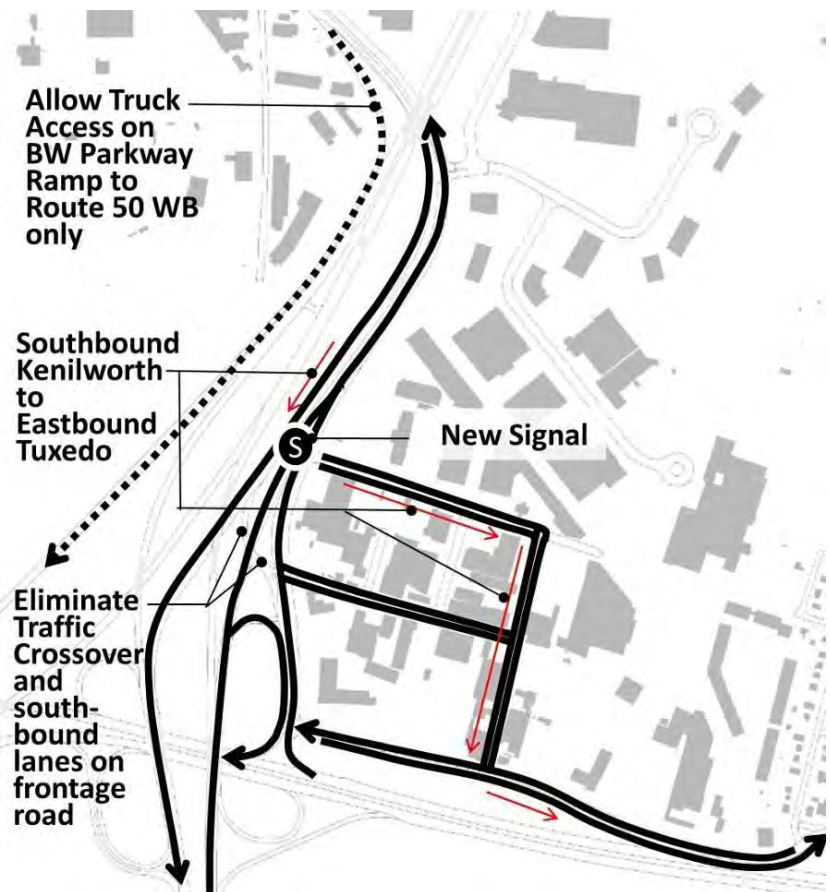 Allow Truck
Access on
BW Parkway
Ramp to
Route 50 WB
only
Southbound
Kenilworth
to
Eastbound
Tuxedo
S
New Signal
Eliminate
Traffic
Crossover
and
south-
bound
lanes on
frontage
road